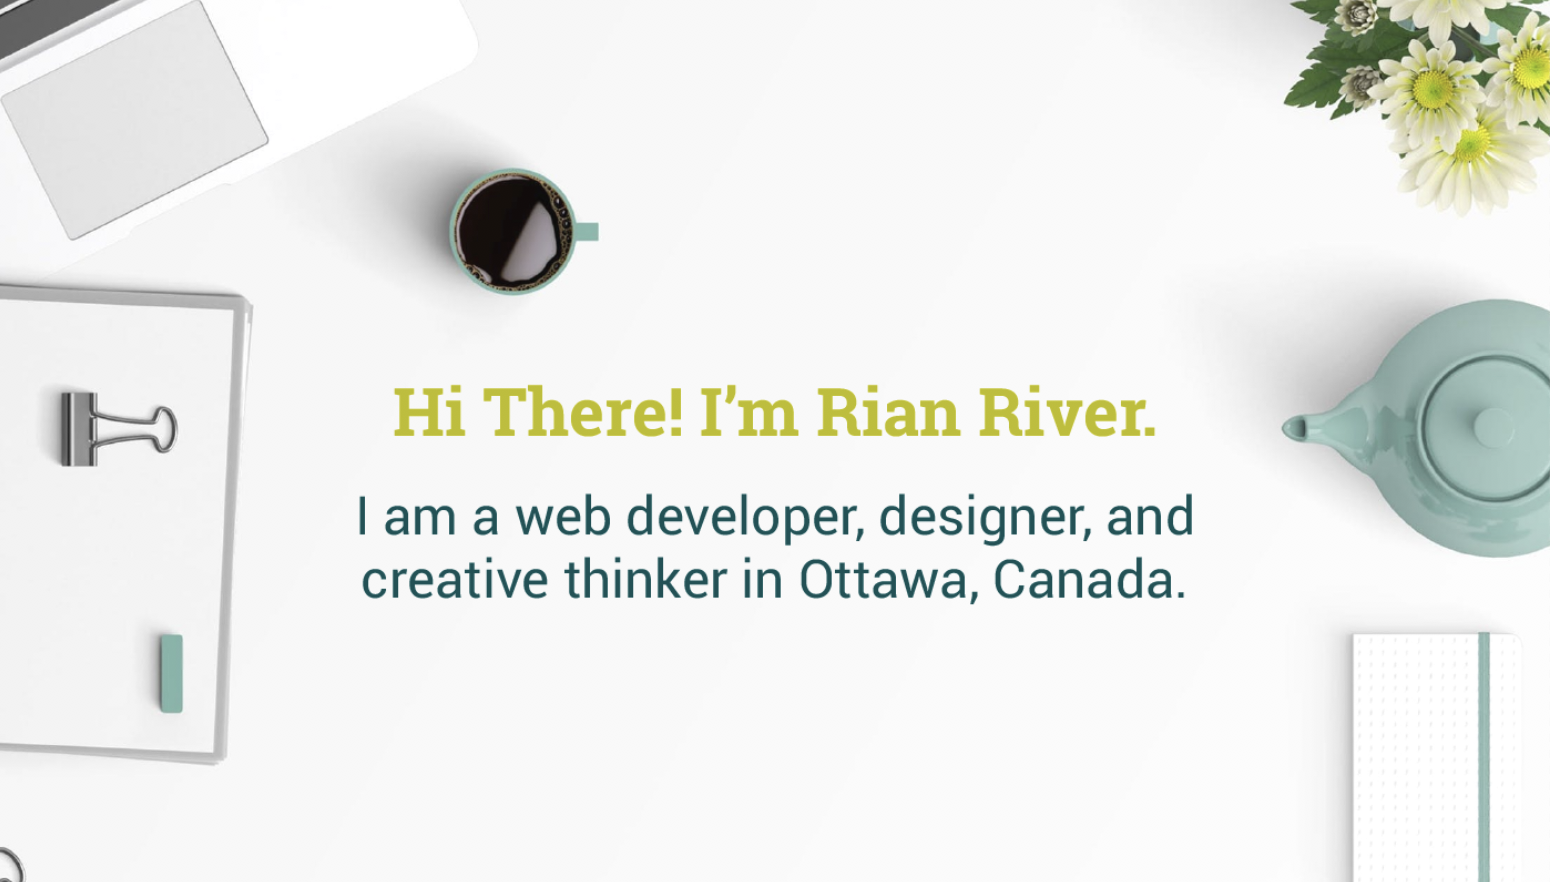 Hi There! I’m Rian River.
I am a web developer, designer, and
creative thinker in Ottawa, Canada.